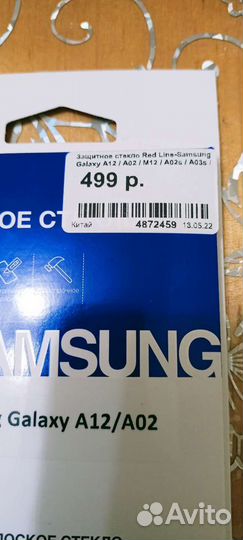 Защитное стекло Red Line-Samsung
Galaxy A12 / A02 / M12 / A02s / A03s /
499 р.
Китай 4872459 13.05.22
ОЕ СТ
AMSUNG
Galaxy A12/A02
Avito